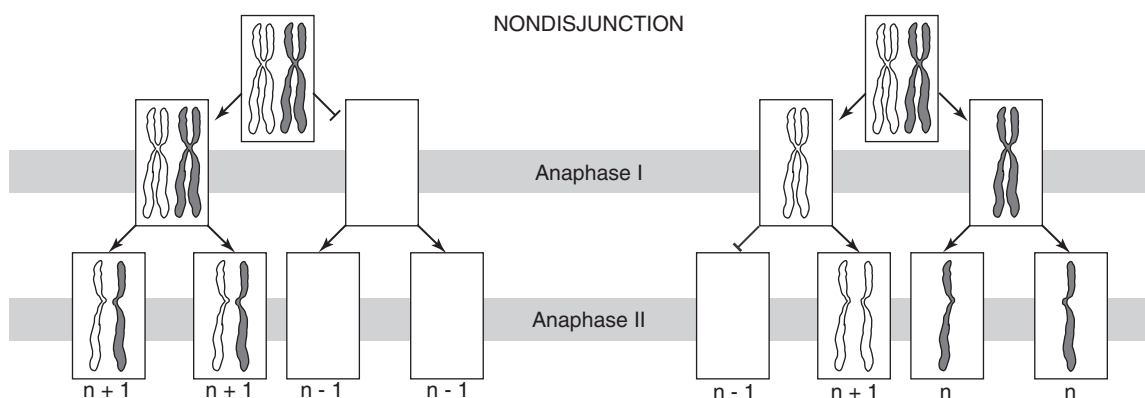 NONDISJUNCTION
Anaphase I
Anaphase II
n + 1 n + 1 n - 1 n - 1 n - 1 n + 1 n n